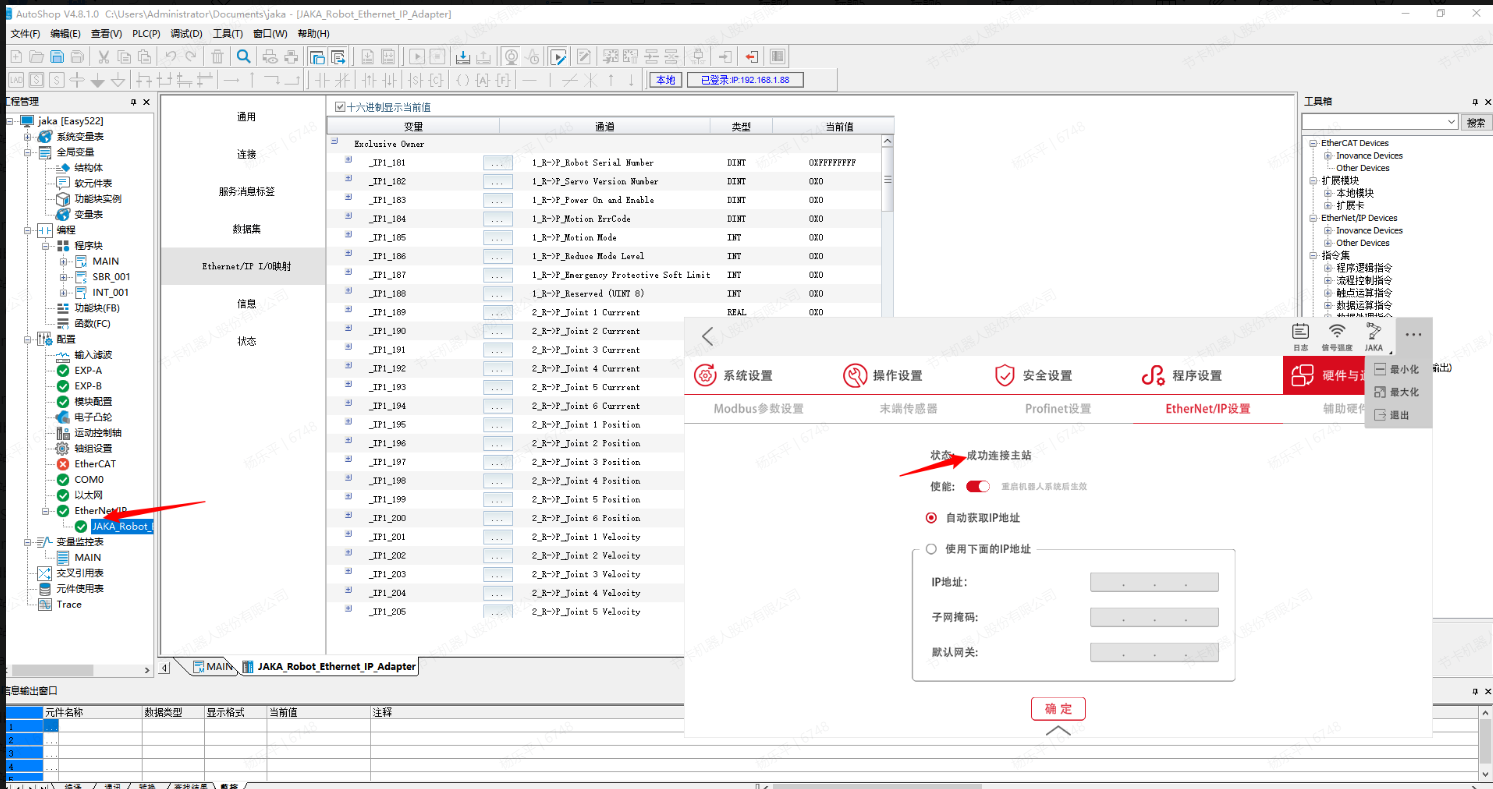 AutoShop V4.8.1.0 C:\Users\Administrator\Documents\jaka - [JAKA_Robot_Ethernet_IP_Adapter]
文件(F) 编辑(E) 查看(V) PLC(P) 调试(D) 工具(T) 窗口(W) 帮助(H)
本地 已登录:IP:192.168.1.88
工程管理
jaka [Easy522]
系统变量表
全局变量
结构体
软元件表
功能块实例
变量表
编程
程序块
MAIN
SBR_001
INT_001
功能块(FB)
函数(FC)
配置
输入滤波
EXP-A
EXP-B
模块配置
电子凸轮
运动控制轴
轴组设置
EtherCAT
COM0
以太网
EtherNet/IP
JAKA_Robot_
变量监控表
MAIN
交叉引用表
元件使用表
Trace
通用
连接
服务消息标签
数据集
Ethernet/IP I/O映射
信息
状态
十六进制显示当前值
变量 通道 类型 当前值
Exclusive Owner
_IP1_181 ... 1_R->P_Robot Serial Number DINT 0XFFFFFFFF
_IP1_182 ... 1_R->P_Servo Version Number DINT 0X0
_IP1_183 ... 1_R->P_Power On and Enable DINT 0X0
_IP1_184 ... 1_R->P_Motion ErrCode DINT 0X0
_IP1_185 ... 1_R->P_Motion Mode INT 0X0
_IP1_186 ... 1_R->P_Reduce Mode Level INT 0X0
_IP1_187 ... 1_R->P_Emergency Protective Soft Limit INT 0X0
_IP1_188 ... 1_R->P_Reserved (UINT 8) INT 0X0
_IP1_189 ... 1_R->P_Joint 1 Currrent REAL 0X0
_IP1_190 ... 1_R->P_Joint 2 Currrent
_IP1_191 ... 1_R->P_Joint 3 Currrent
_IP1_192 ... 1_R->P_Joint 4 Currrent
_IP1_193 ... 1_R->P_Joint 5 Currrent
_IP1_194 ... 1_R->P_Joint 6 Currrent
_IP1_195 ... 2_R->P_Joint 1 Position
_IP1_196 ... 2_R->P_Joint 2 Position
_IP1_197 ... 2_R->P_Joint 3 Position
_IP1_198 ... 2_R->P_Joint 4 Position
_IP1_199 ... 2_R->P_Joint 5 Position
_IP1_200 ... 2_R->P_Joint 6 Position
_IP1_201 ... 2_R->P_Joint 1 Velocity
_IP1_202 ... 2_R->P_Joint 2 Velocity
_IP1_203 ... 2_R->P_Joint 3 Velocity
_IP1_204 ... 2_R->P_Joint 4 Velocity
_IP1_205 ... 2_R->P_Joint 5 Velocity
工具箱
搜索
EtherCAT Devices
Inovance Devices
Other Devices
扩展模块
本地模块
扩展卡
EtherNet/IP Devices
Inovance Devices
Other Devices
指令集
程序逻辑指令
流程控制指令
触点运算指令
数据运算指令
输出)
日志 信号强度 JAKA
最小化
最大化
退出
系统设置 操作设置 安全设置 程序设置 硬件与
Modbus参数设置 末端传感器 Profinet设置 EtherNet/IP设置 辅助硬件
状态: 成功连接主站
使能: 重启机器人系统后生效
自动获取IP地址
使用下面的IP地址
IP地址:
子网掩码:
默认网关:
确定
MAIN JAKA_Robot_Ethernet_IP_Adapter
信息输出窗口
元件名称 数据类型 显示格式 当前值 注释
1 ...
2 ...
3 ...
4 ...
5
编译 通讯 转换 查找结果